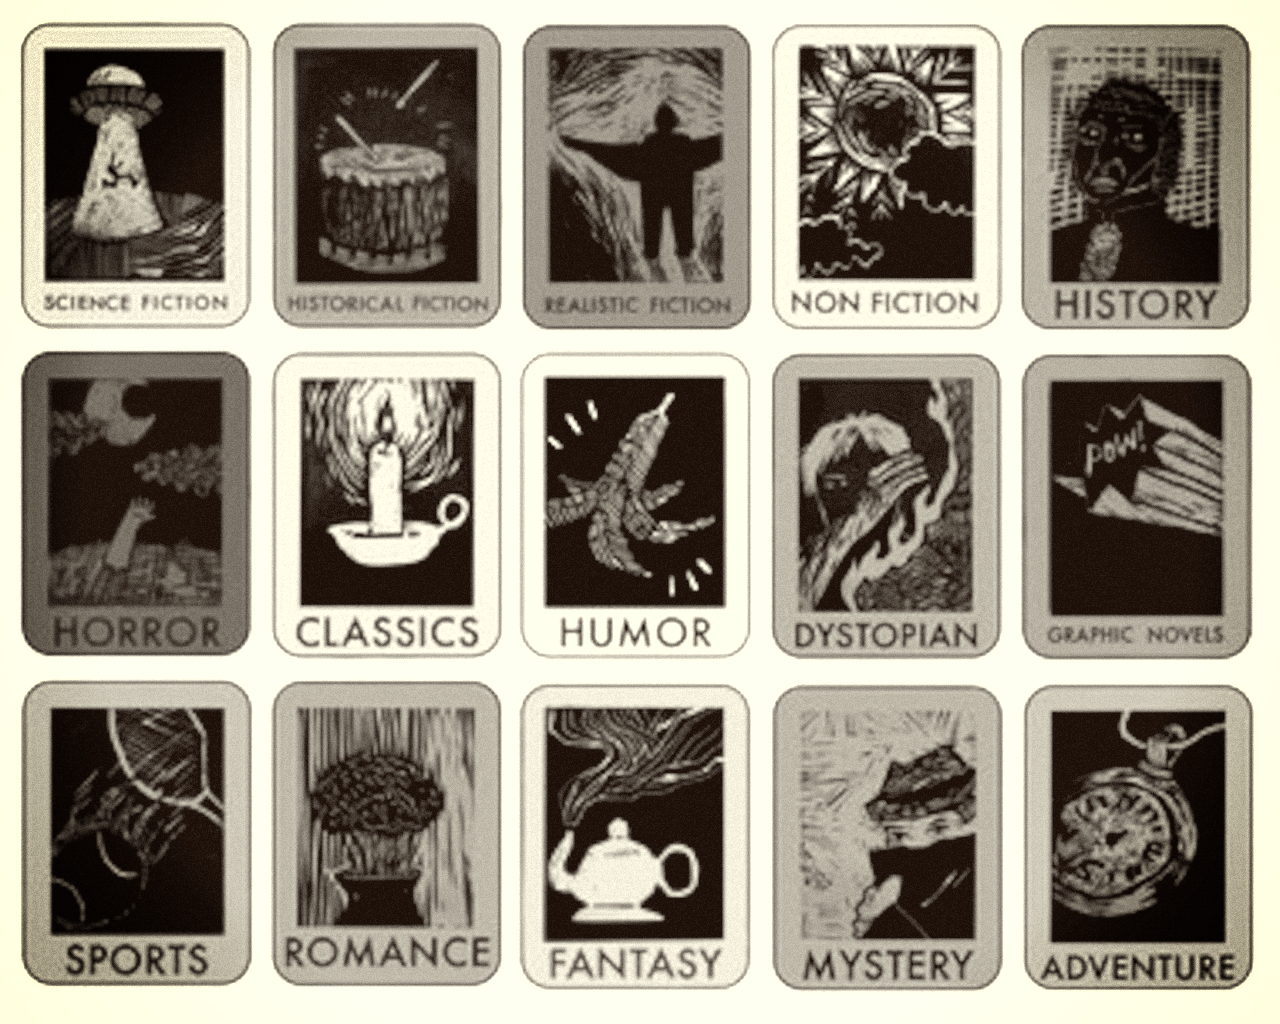 SCIENCE FICTION
HISTORICAL FICTION
REALISTIC FICTION
NON FICTION
HISTORY
HORROR
CLASSICS
HUMOR
DYSTOPIAN
POW!
GRAPHIC NOVELS
SPORTS
ROMANCE
FANTASY
MYSTERY
ADVENTURE